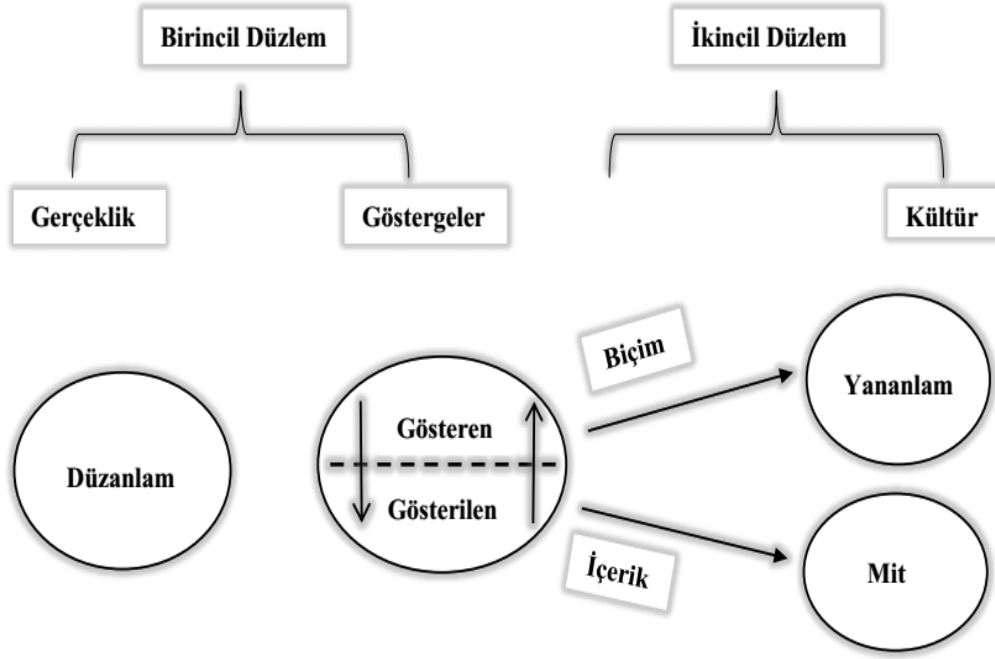 Birincil Düzlem
İkincil Düzlem
Gerçeklik
Göstergeler
Kültür
Biçim
Yananlam
Gösteren
Düzanlam
Gösterilen
İçerik
Mit